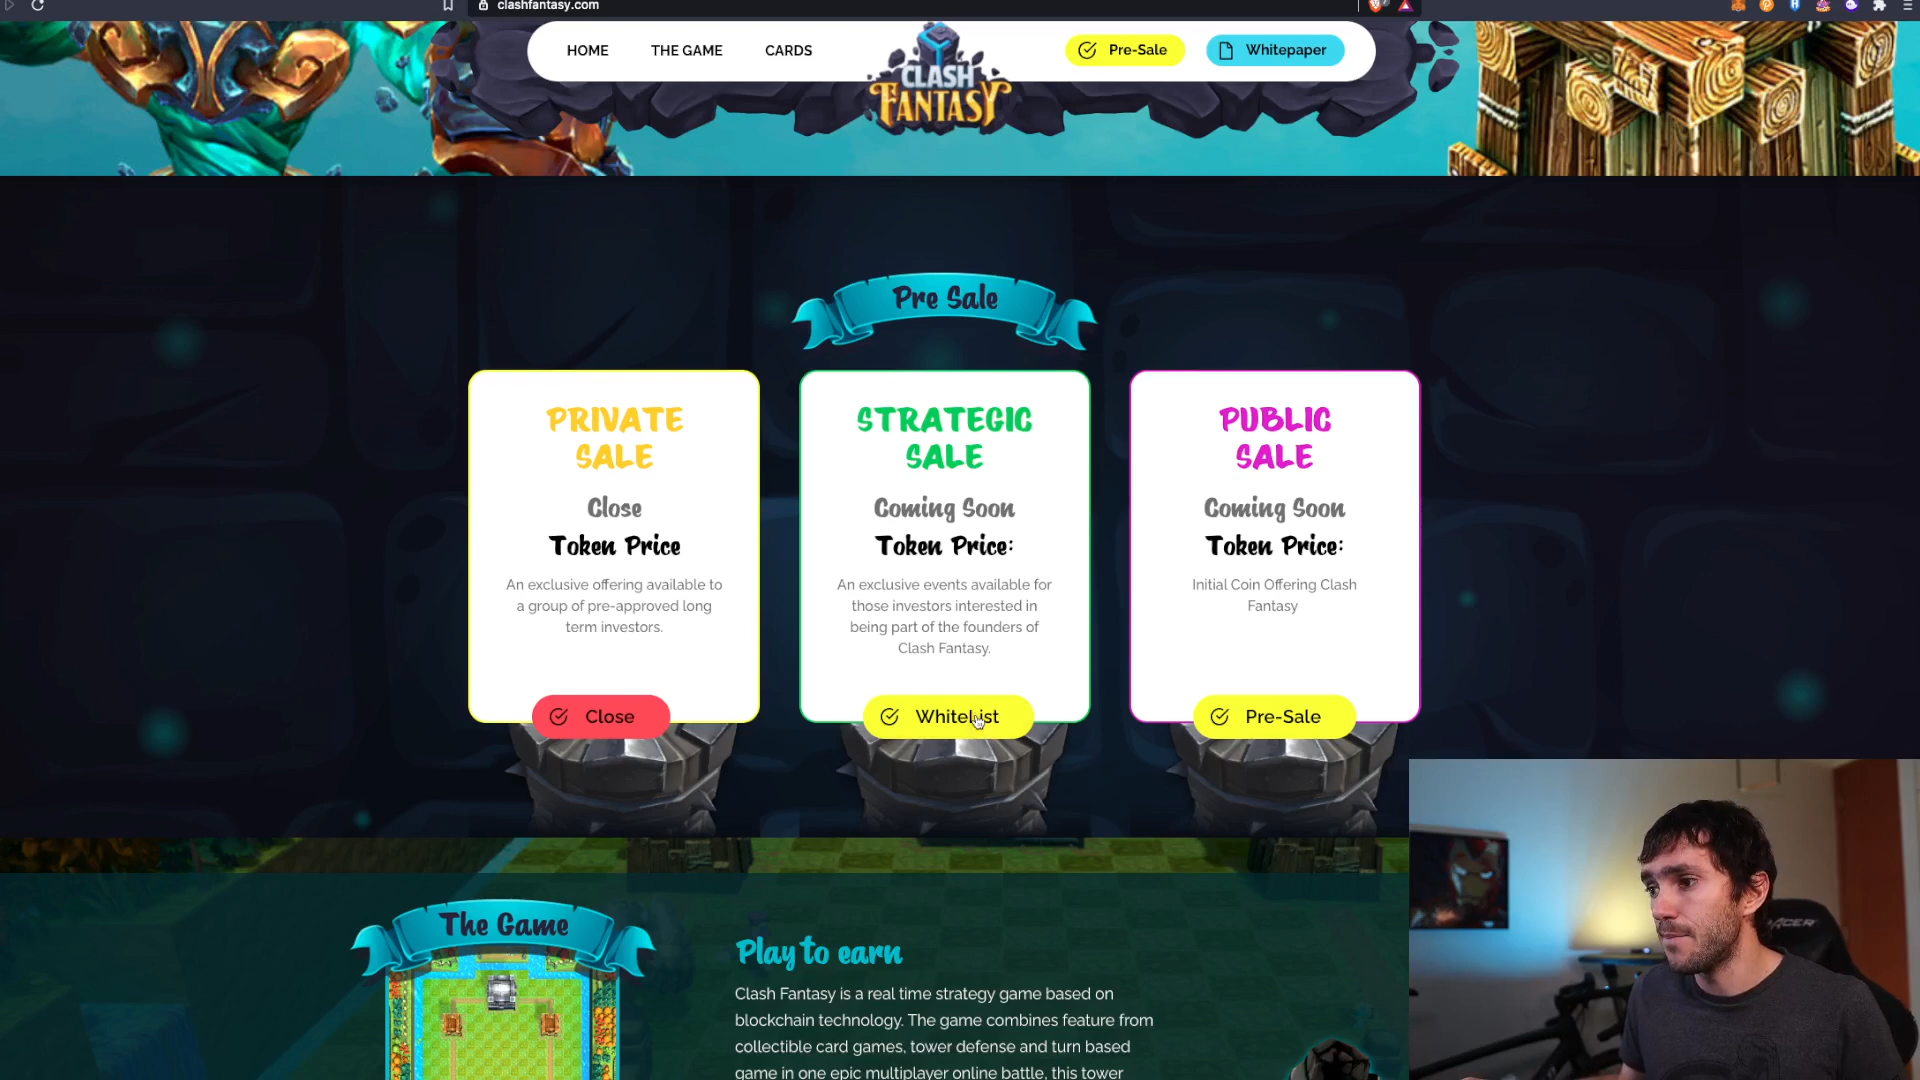 clashfantasy.com
HOME
THE GAME
CARDS
CLASH
FANTASY
Pre-Sale
Whitepaper
Pre Sale
PRIVATE
SALE
Close
Token Price
An exclusive offering available to
a group of pre-approved long
term investors.
Close
STRATEGIC
SALE
Coming Soon
Token Price:
An exclusive events available for
those investors interested in
being part of the founders of
Clash Fantasy.
Whitelist
PUBLIC
SALE
Coming Soon
Token Price:
Initial Coin Offering Clash
Fantasy
Pre-Sale
The Game
Play to earn
Clash Fantasy is a real time strategy game based on
blockchain technology. The game combines feature from
collectible card games, tower defense and turn based
game in one epic multiplayer online battle, this tower
ACER